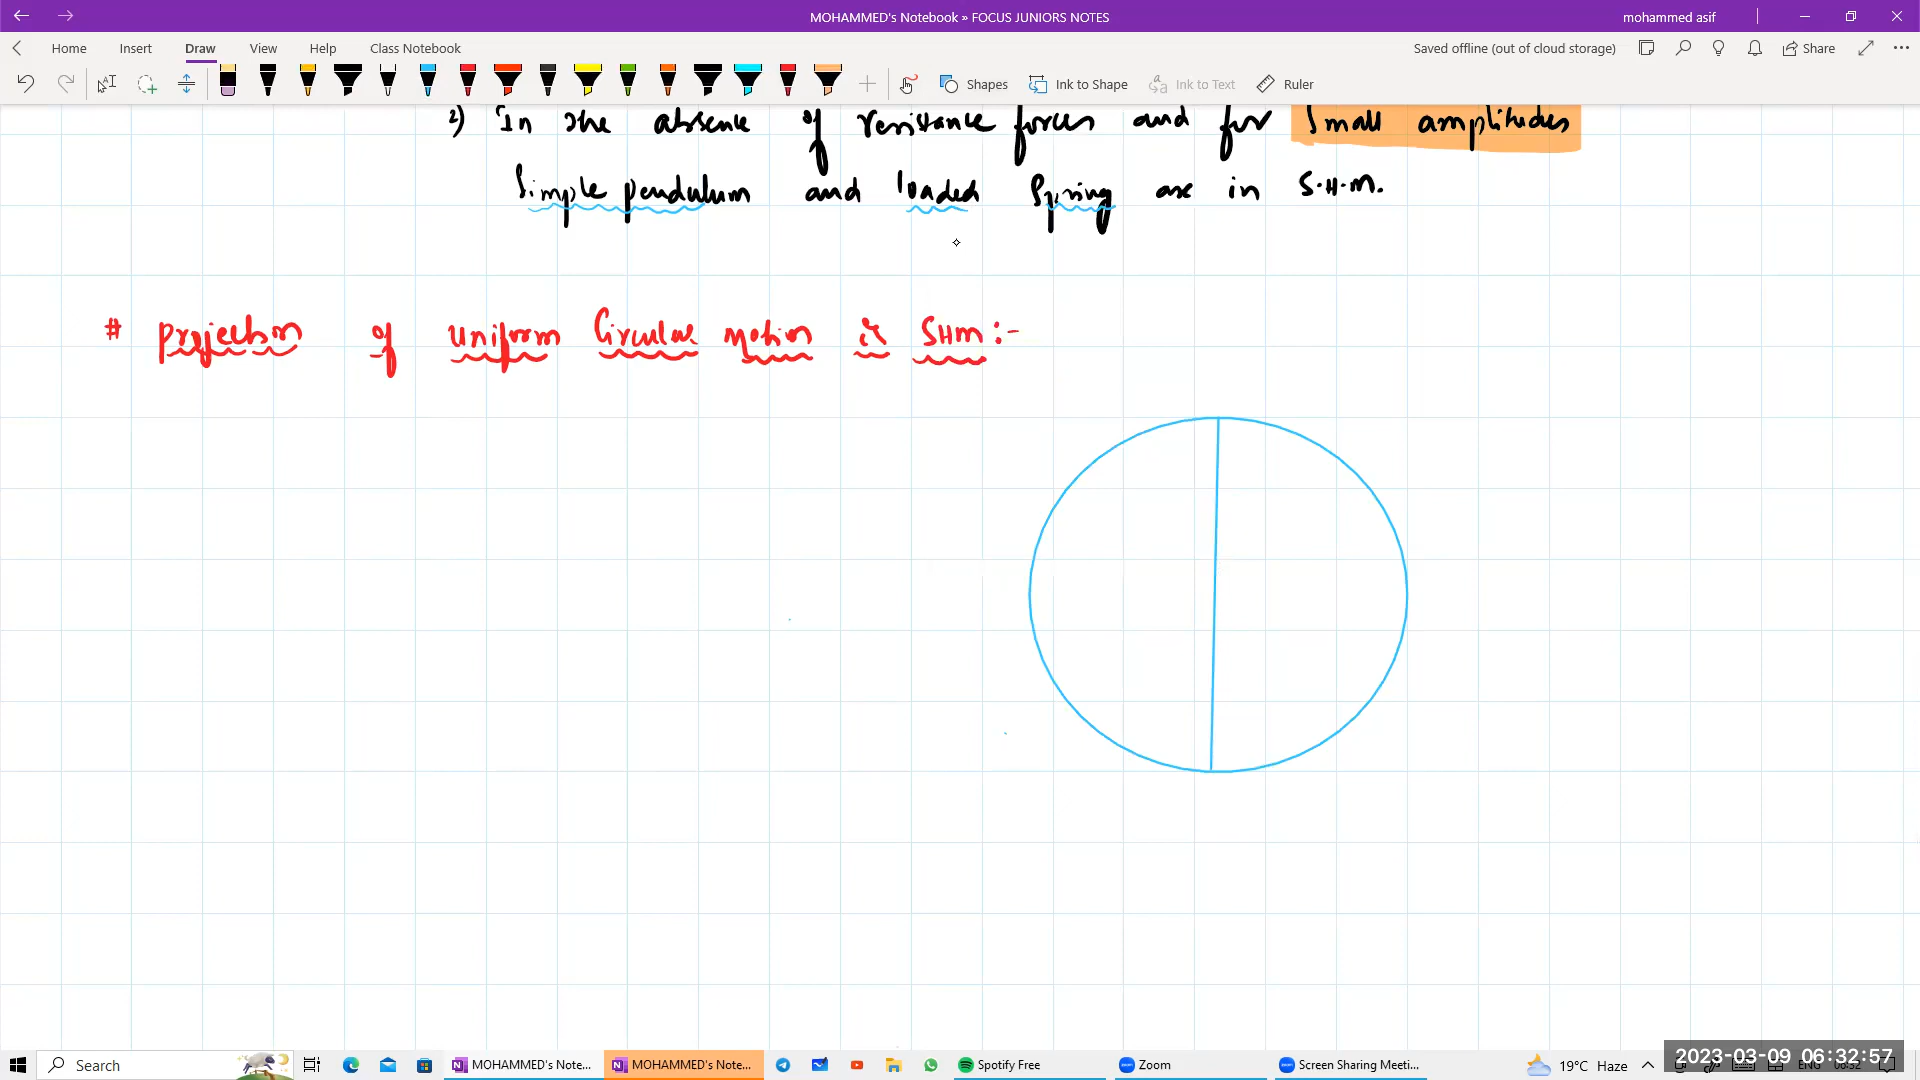 MOHAMMED's Notebook » FOCUS JUNIORS NOTES
mohammed asif
Home Insert Draw View Help Class Notebook
Saved offline (out of cloud storage)
Share
Shapes Ink to Shape Ink to Text Ruler
2) In the absence of resistance forces and for Small amplitudes
Simple pendulum and loaded Spring are in S.H.M.
# Projection of Uniform Circular Motion is SHM:-
Search
MOHAMMED's Note...
MOHAMMED's Note...
Spotify Free
Zoom
Screen Sharing Meeti...
19°C Haze
ENG
2023-03-09 06:32:57